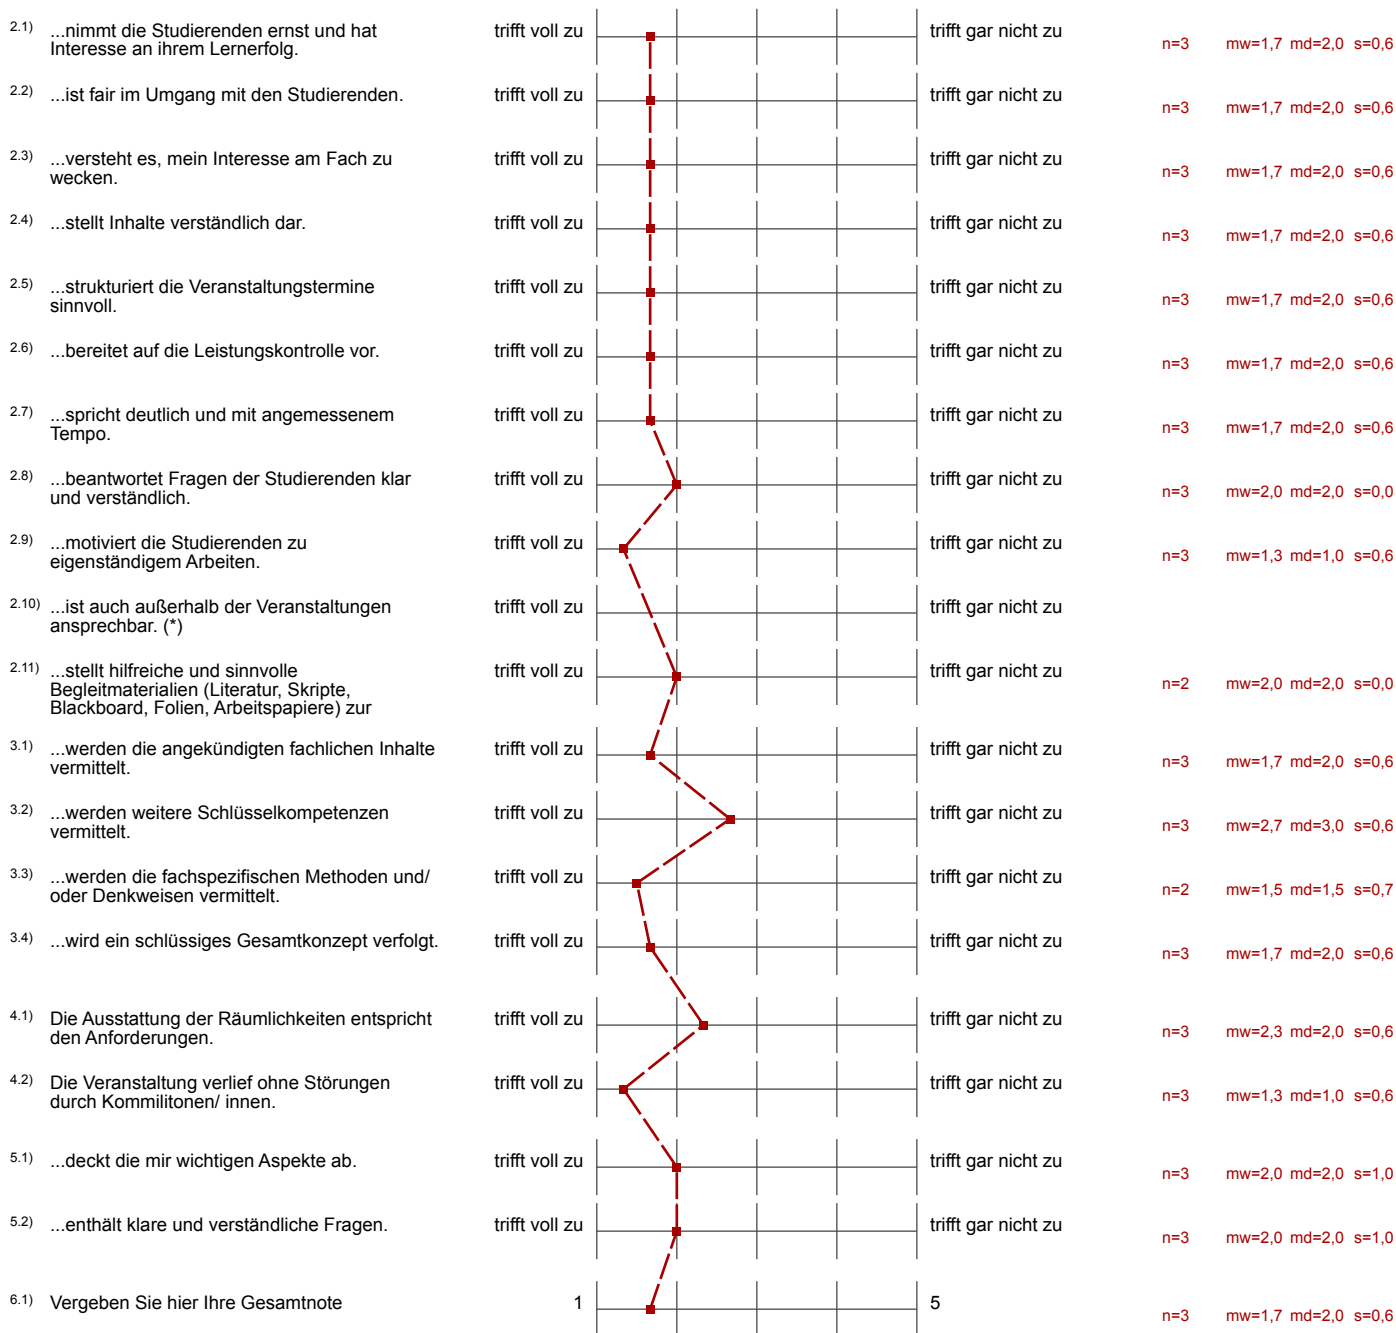 2.1) ...nimmt die Studierenden ernst und hat trifft voll zu trifft gar nicht zu
Interesse an ihrem Lernerfolg. n=3 mw=1,7 md=2,0 s=0,6
2.2) ...ist fair im Umgang mit den Studierenden. trifft voll zu trifft gar nicht zu
n=3 mw=1,7 md=2,0 s=0,6
2.3) ...versteht es, mein Interesse am Fach zu trifft voll zu trifft gar nicht zu
wecken. n=3 mw=1,7 md=2,0 s=0,6
2.4) ...stellt Inhalte verständlich dar. trifft voll zu trifft gar nicht zu
n=3 mw=1,7 md=2,0 s=0,6
2.5) ...strukturiert die Veranstaltungstermine trifft voll zu trifft gar nicht zu
sinnvoll. n=3 mw=1,7 md=2,0 s=0,6
2.6) ...bereitet auf die Leistungskontrolle vor. trifft voll zu trifft gar nicht zu
n=3 mw=1,7 md=2,0 s=0,6
2.7) ...spricht deutlich und mit angemessenem trifft voll zu trifft gar nicht zu
Tempo. n=3 mw=1,7 md=2,0 s=0,6
2.8) ...beantwortet Fragen der Studierenden klar trifft voll zu trifft gar nicht zu
und verständlich. n=3 mw=2,0 md=2,0 s=0,0
2.9) ...motiviert die Studierenden zu trifft voll zu trifft gar nicht zu
eigenständigem Arbeiten. n=3 mw=1,3 md=1,0 s=0,6
2.10) ...ist auch außerhalb der Veranstaltungen trifft voll zu trifft gar nicht zu
ansprechbar. (*)
2.11) ...stellt hilfreiche und sinnvolle trifft voll zu trifft gar nicht zu
Begleitmaterialien (Literatur, Skripte, n=2 mw=2,0 md=2,0 s=0,0
Blackboard, Folien, Arbeitspapiere) zur
3.1) ...werden die angekündigten fachlichen Inhalte trifft voll zu trifft gar nicht zu
vermittelt. n=3 mw=1,7 md=2,0 s=0,6
3.2) ...werden weitere Schlüsselkompetenzen trifft voll zu trifft gar nicht zu
vermittelt. n=3 mw=2,7 md=3,0 s=0,6
3.3) ...werden die fachspezifischen Methoden und/ trifft voll zu trifft gar nicht zu
oder Denkweisen vermittelt. n=2 mw=1,5 md=1,5 s=0,7
3.4) ...wird ein schlüssiges Gesamtkonzept verfolgt. trifft voll zu trifft gar nicht zu
n=3 mw=1,7 md=2,0 s=0,6
4.1) Die Ausstattung der Räumlichkeiten entspricht trifft voll zu trifft gar nicht zu
den Anforderungen. n=3 mw=2,3 md=2,0 s=0,6
4.2) Die Veranstaltung verlief ohne Störungen trifft voll zu trifft gar nicht zu
durch Kommilitonen/ innen. n=3 mw=1,3 md=1,0 s=0,6
5.1) ...deckt die mir wichtigen Aspekte ab. trifft voll zu trifft gar nicht zu
n=3 mw=2,0 md=2,0 s=1,0
5.2) ...enthält klare und verständliche Fragen. trifft voll zu trifft gar nicht zu
n=3 mw=2,0 md=2,0 s=1,0
6.1) Vergeben Sie hier Ihre Gesamtnote 1 5
n=3 mw=1,7 md=2,0 s=0,6